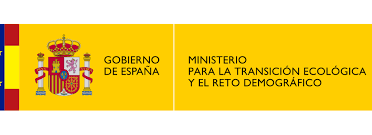 GOBIERNO
DE ESPAÑA
MINISTERIO
PARA LA TRANSICIÓN ECOLÓGICA
Y EL RETO DEMOGRÁFICO